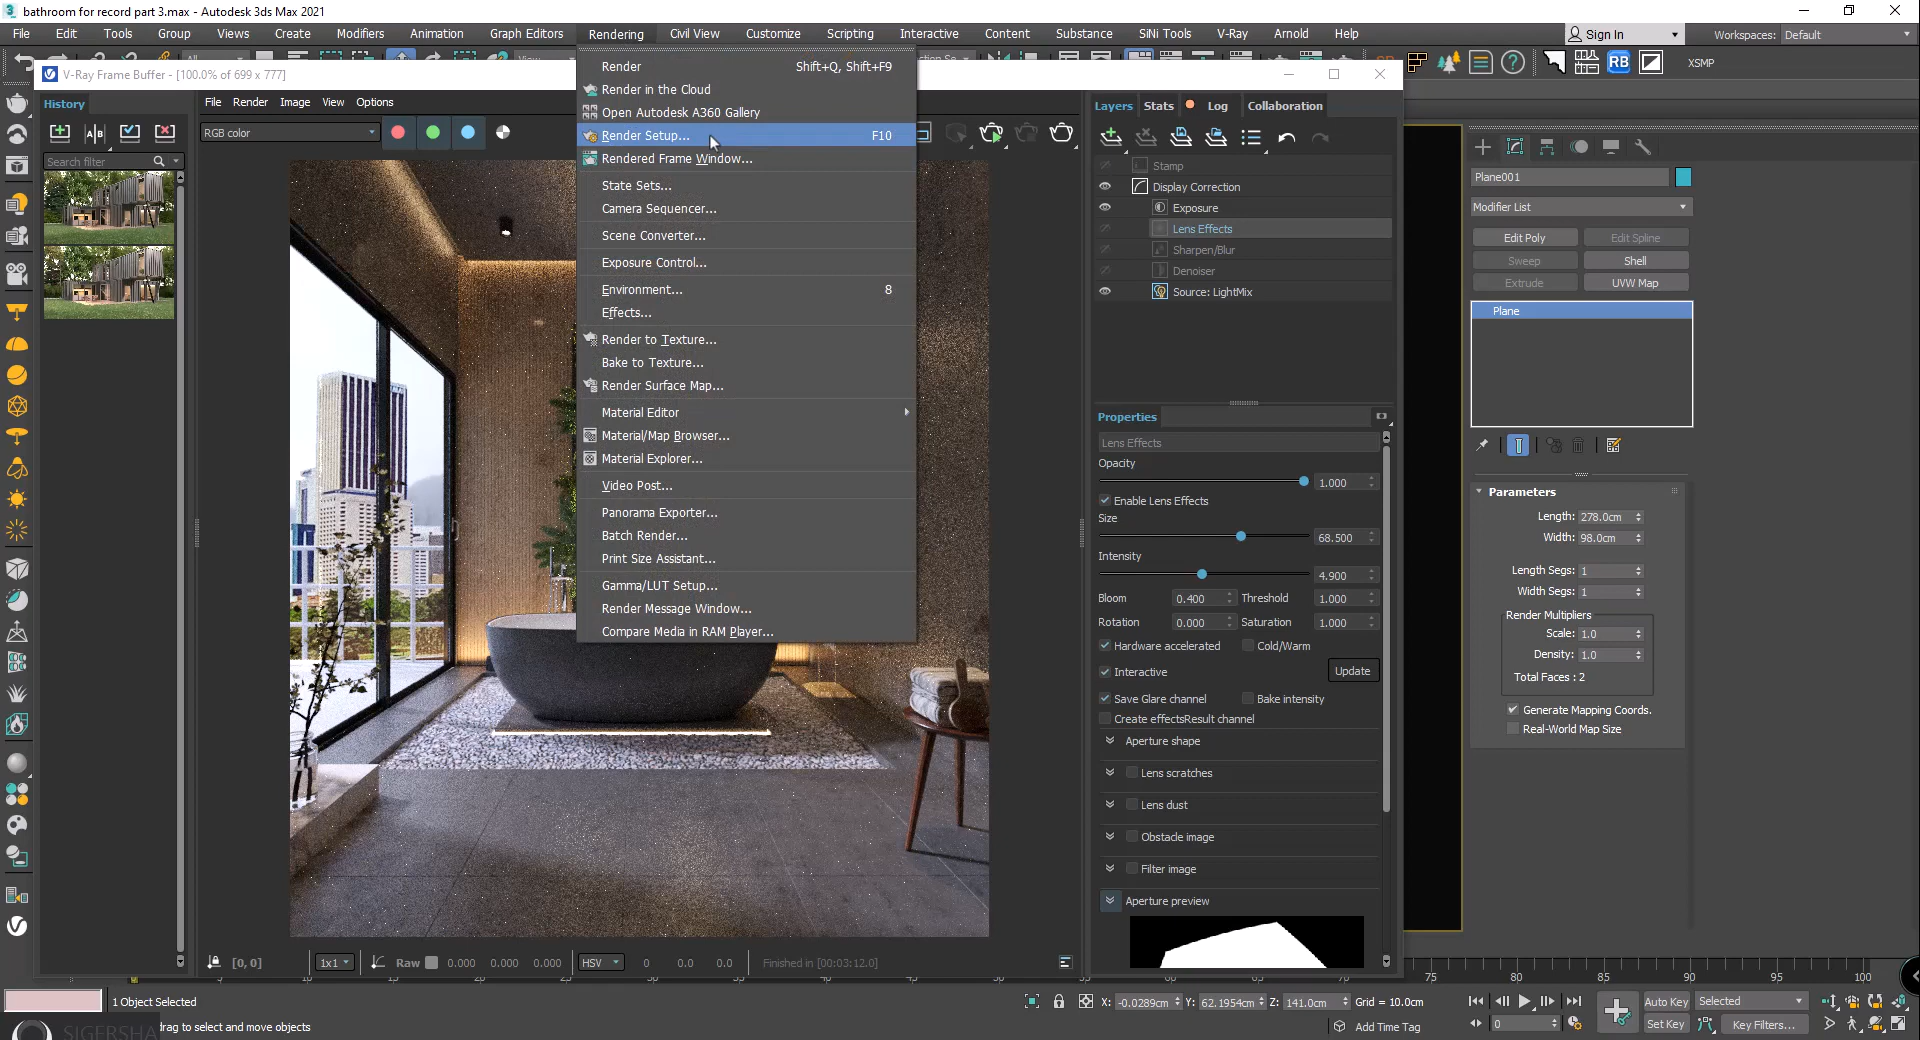 bathroom for record part 3.max - Autodesk 3ds Max 2021
File Edit Tools Group Views Create Modifiers Animation Graph Editors Rendering Civil View Customize Scripting Interactive Content Substance SiNi Tools V-Ray Arnold Help
Sign In Workspaces: Default
RB XSMP
V-Ray Frame Buffer - [100.0% of 699 x 777]
History
File Render Image View Options
RGB color
Search filter
Render Shift+Q, Shift+F9
Render in the Cloud
Open Autodesk A360 Gallery
Render Setup... F10
Rendered Frame Window...
State Sets...
Camera Sequencer...
Scene Converter...
Exposure Control...
Environment... 8
Effects...
Render to Texture...
Bake to Texture...
Render Surface Map...
Material Editor
Material/Map Browser...
Material Explorer...
Video Post...
Panorama Exporter...
Batch Render...
Print Size Assistant...
Gamma/LUT Setup...
Render Message Window...
Compare Media in RAM Player...
Layers Stats Log Collaboration
Stamp
Display Correction
Exposure
Lens Effects
Sharpen/Blur
Denoiser
Source: LightMix
Properties
Lens Effects
Opacity
1.000
Enable Lens Effects
Size
68.500
Intensity
4.900
Bloom 0.400 Threshold 1.000
Rotation 0.000 Saturation 1.000
Hardware accelerated Cold/Warm
Interactive Update
Save Glare channel Bake intensity
Create effectsResult channel
Aperture shape
Lens scratches
Lens dust
Obstacle image
Filter image
Aperture preview
Plane001
Modifier List
Edit Poly Edit Spline
Sweep Shell
Extrude UVW Map
Plane
Parameters
Length: 278.0cm
Width: 98.0cm
Length Segs: 1
Width Segs: 1
Render Multipliers
Scale: 1.0
Density: 1.0
Total Faces : 2
Generate Mapping Coords.
Real-World Map Size
[0, 0] 1x1 Raw 0.000 0.000 0.000 HSV 0 0.0 0.0 Finished in [00:03:12.0]
75 80 85 90 95 100
1 Object Selected
X: -0.0289cm Y: 62.1954cm Z: 141.0cm Grid = 10.0cm
Auto Key Selected
SIGERSHA
drag to select and move objects
Add Time Tag
0
Set Key Key Filters...